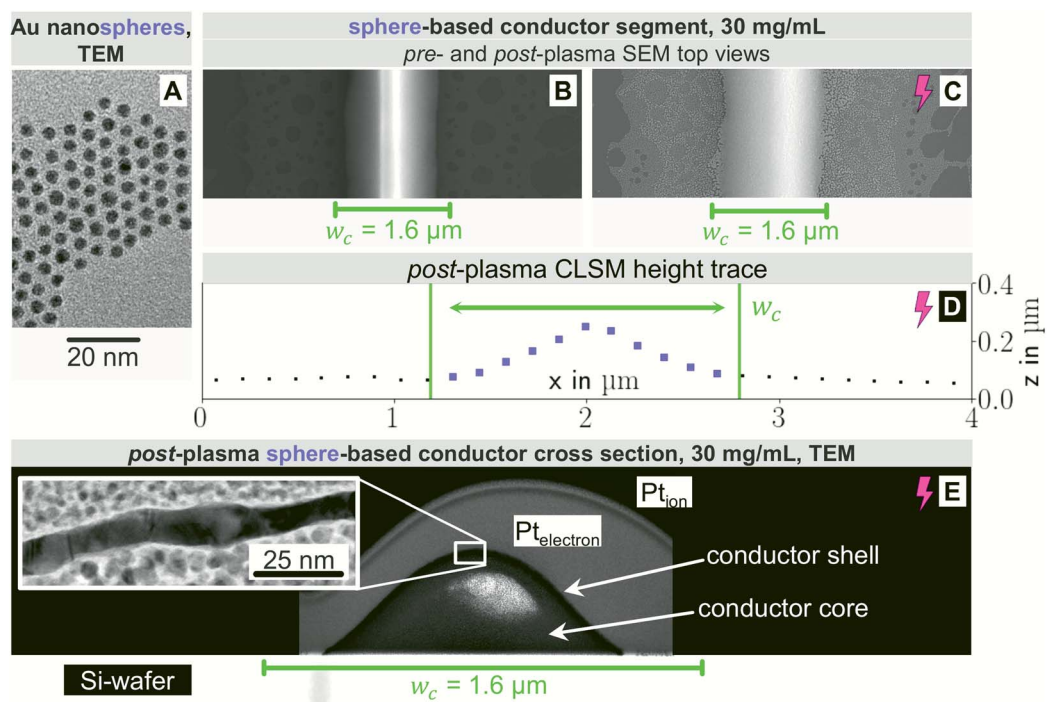 Au nanospheres,
TEM
A
20 nm
sphere-based conductor segment, 30 mg/mL
pre- and post-plasma SEM top views
B
C
w_c = 1.6 µm
w_c = 1.6 µm
post-plasma CLSM height trace
D
w_c
0.4
0.2
0.0
z in µm
x in µm
0 1 2 3 4
post-plasma sphere-based conductor cross section, 30 mg/mL, TEM
E
Pt_ion
Pt_electron
25 nm
conductor shell
conductor core
Si-wafer
w_c = 1.6 µm